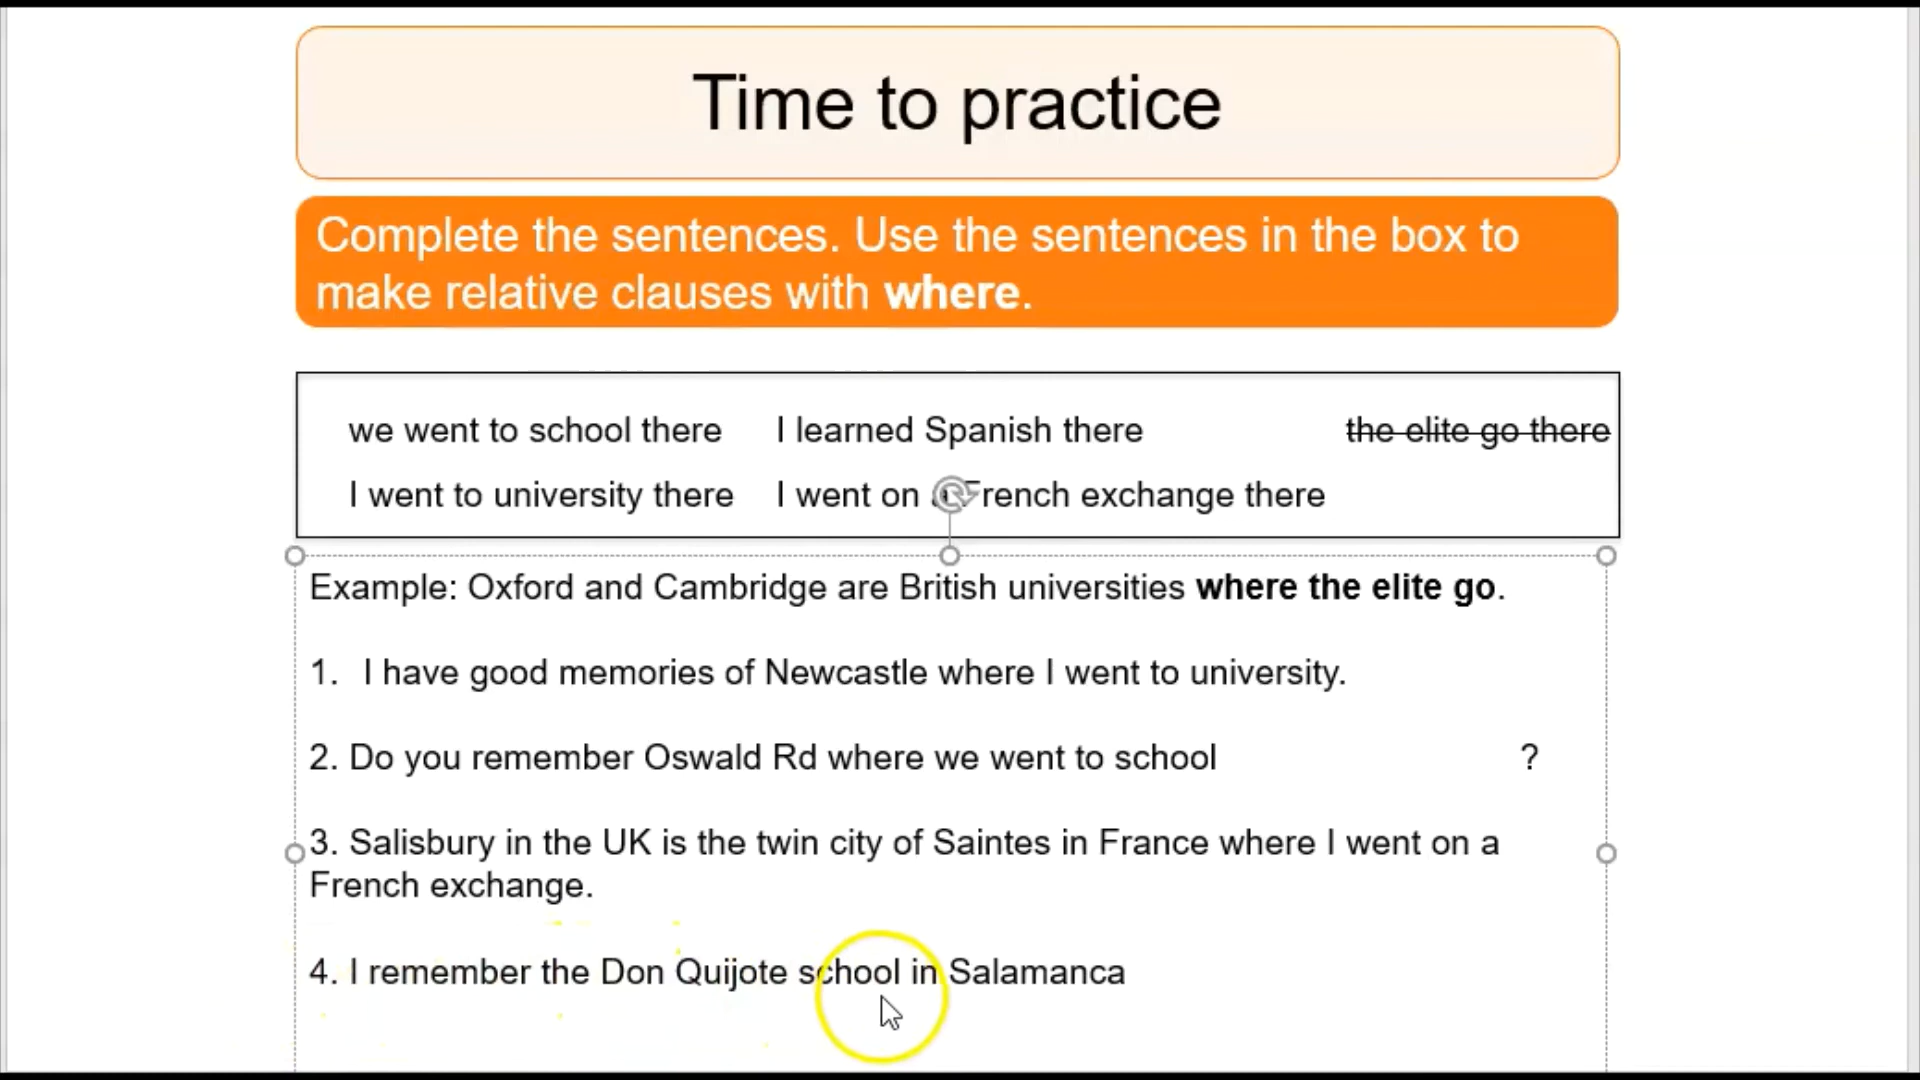 Time to practice
Complete the sentences. Use the sentences in the box to
make relative clauses with where.
we went to school there I learned Spanish there the elite go there
I went to university there I went on a French exchange there
Example: Oxford and Cambridge are British universities where the elite go.
1. I have good memories of Newcastle where I went to university.
2. Do you remember Oswald Rd where we went to school ?
3. Salisbury in the UK is the twin city of Saintes in France where I went on a
French exchange.
4. I remember the Don Quijote school in Salamanca